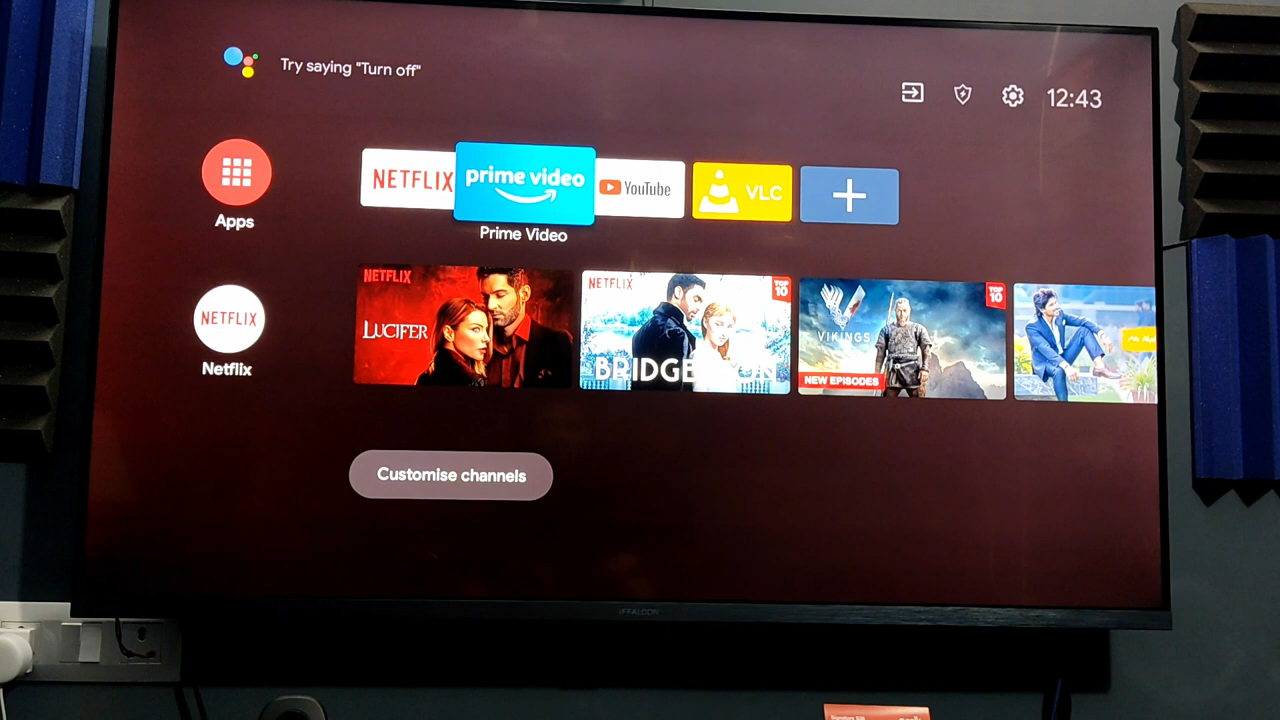 Try saying "Turn off"
12:43
Apps
NETFLIX
prime video
YouTube
VLC
Prime Video
NETFLIX
Netflix
NETFLIX
LUCIFER
NETFLIX
TOP 10
VIKINGS
NEW EPISODES
TOP 10
Customise channels
iFFALCON